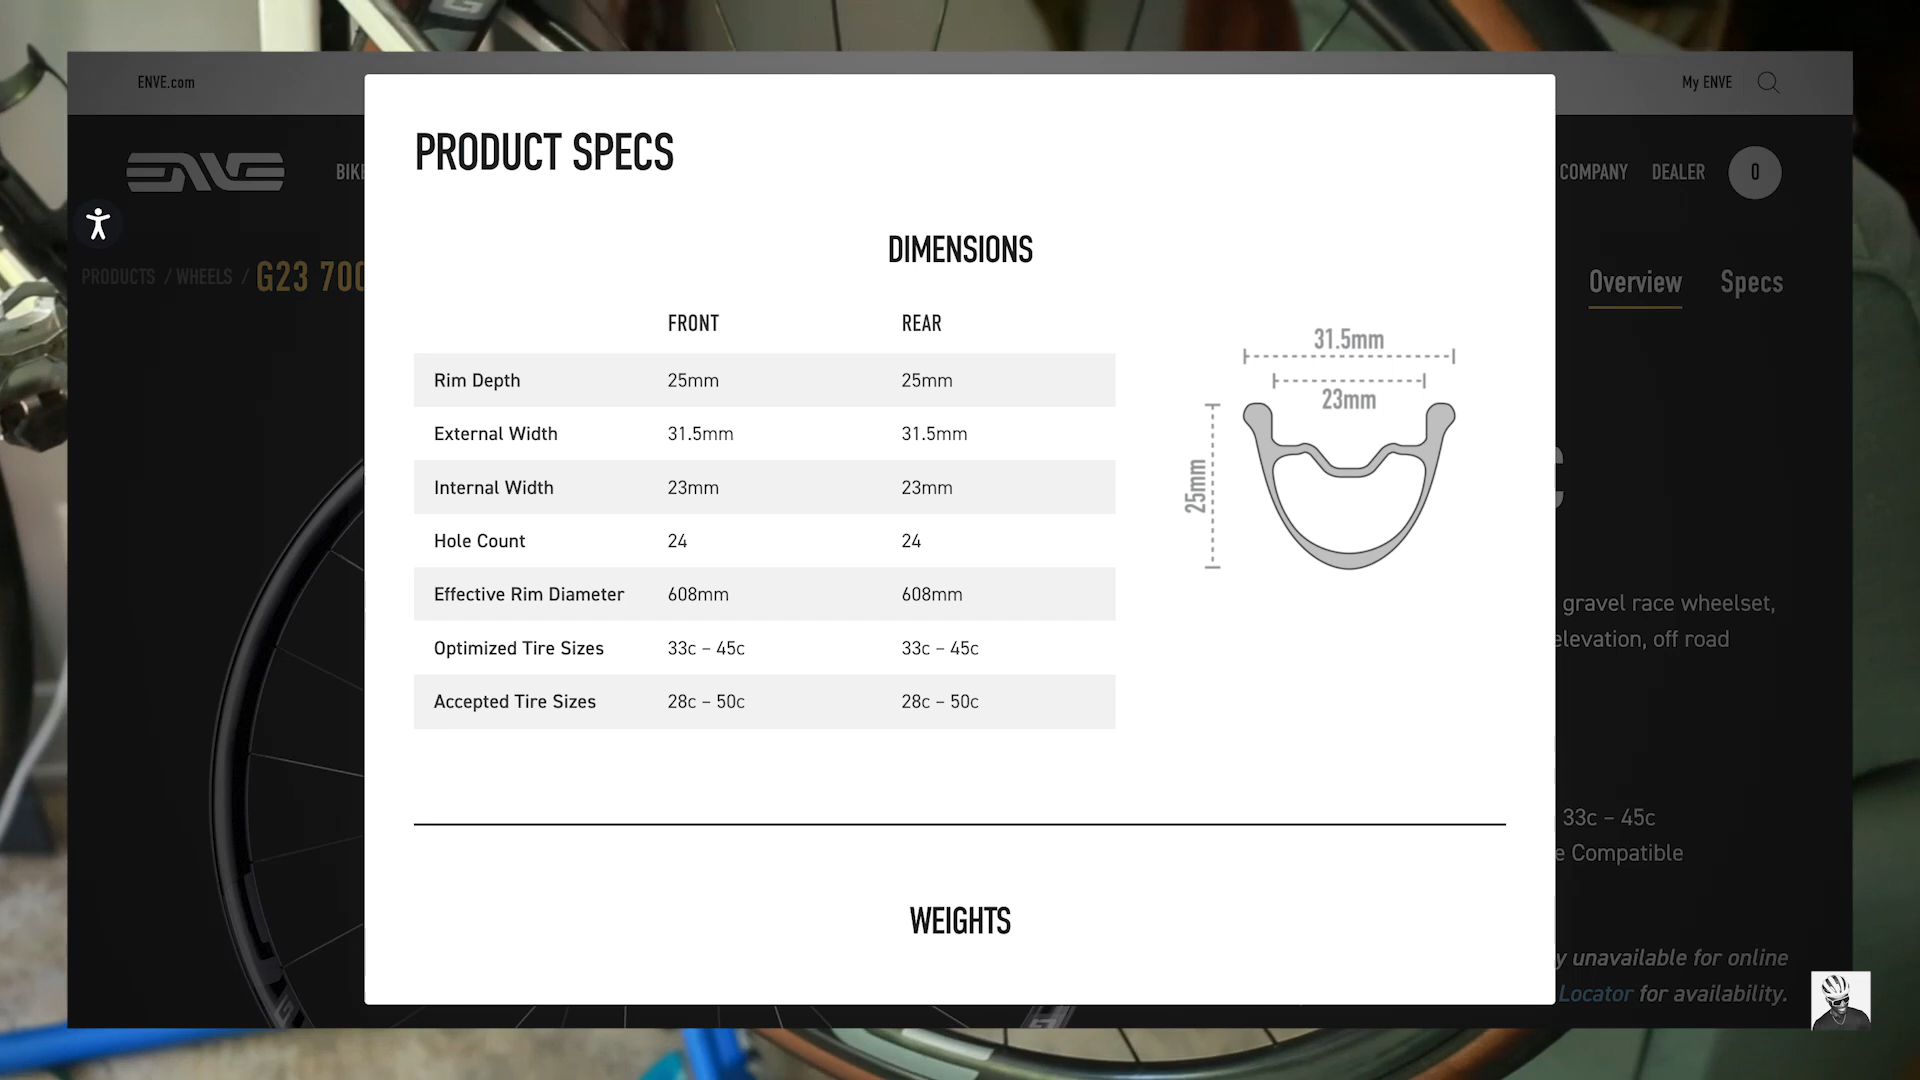 ENVE.com
My ENVE
PRODUCT SPECS
ENVE
BIKE
COMPANY
DEALER
0
PRODUCTS / WHEELS / G23 700
Overview
Specs
DIMENSIONS
FRONT REAR
Rim Depth 25mm 25mm
External Width 31.5mm 31.5mm
Internal Width 23mm 23mm
Hole Count 24 24
Effective Rim Diameter 608mm 608mm
Optimized Tire Sizes 33c – 45c 33c – 45c
Accepted Tire Sizes 28c – 50c 28c – 50c
31.5mm
23mm
25mm
gravel race wheelset,
elevation, off road
33c – 45c
e Compatible
WEIGHTS
y unavailable for online
Locator for availability.